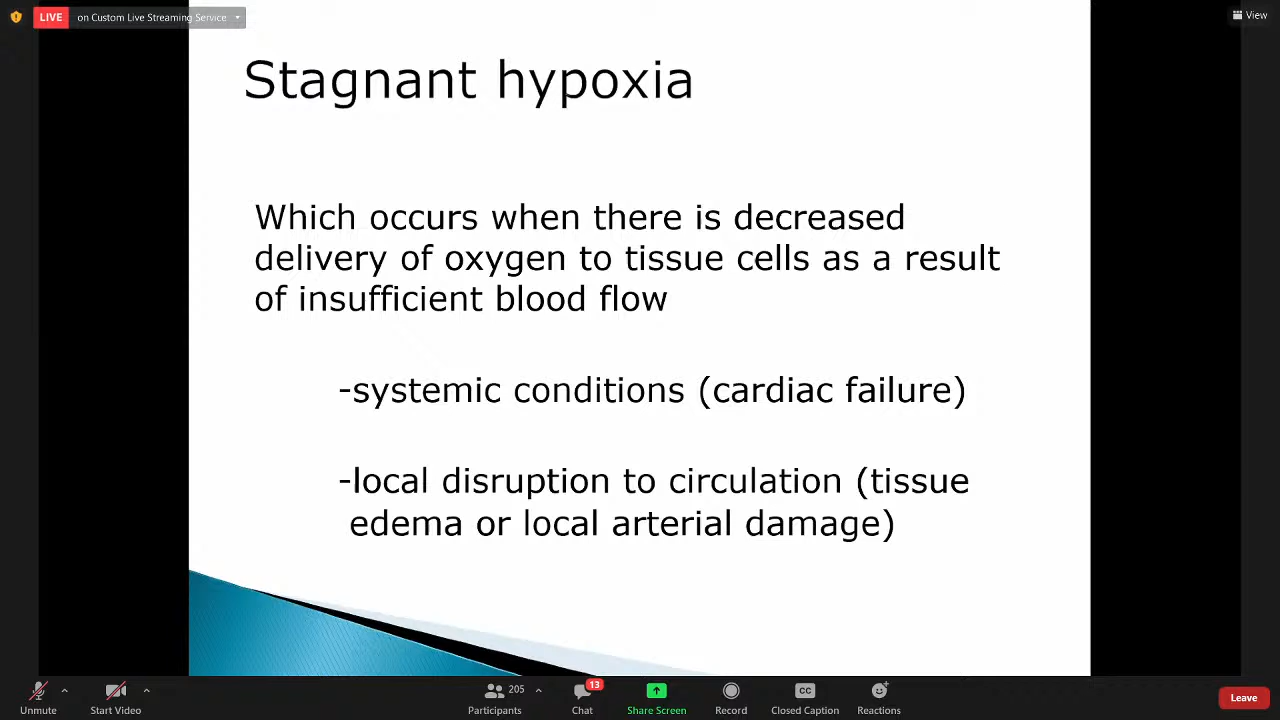 LIVE on Custom Live Streaming Service
View
Stagnant hypoxia
Which occurs when there is decreased
delivery of oxygen to tissue cells as a result
of insufficient blood flow
-systemic conditions (cardiac failure)
-local disruption to circulation (tissue
edema or local arterial damage)
205
13
CC
Unmute Start Video Participants Chat Share Screen Record Closed Caption Reactions Leave